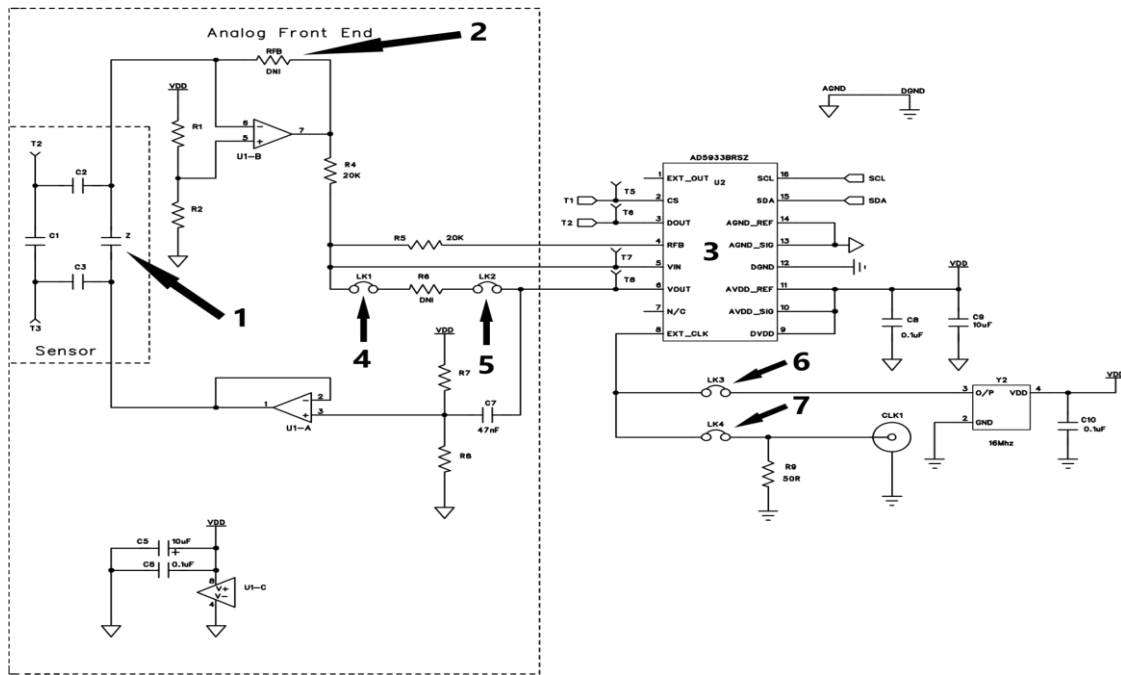 Analog Front End
2
RFB
DNI
VDD
R1
R2
6
5
7
U1-B
R4
20K
T2
C2
C1
Z
C3
T3
1
Sensor
R5
20K
LK1
R6
DNI
LK2
4
5
VDD
R7
C7
47nF
R8
1
2
3
U1-A
VDD
C5
10uF
+
C6
0.1uF
8
V+
V-
4
U1-C
AGND
DGND
AD5933BRSZ
U2
3
1 EXT_OUT SCL 16
2 CS SDA 15
3 DOUT AGND_REF 14
4 RFB AGND_SIG 13
5 VIN DGND 12
6 VOUT AVDD_REF 11
7 N/C AVDD_SIG 10
8 EXT_CLK DVDD 9
T1
T2
T5
T6
T7
T8
SCL
SDA
VDD
C8
0.1uF
C9
10uF
LK3
6
LK4
7
R9
50R
CLK1
Y2
3 O/P VDD 4
2 GND
16Mhz
VDD
C10
0.1uF